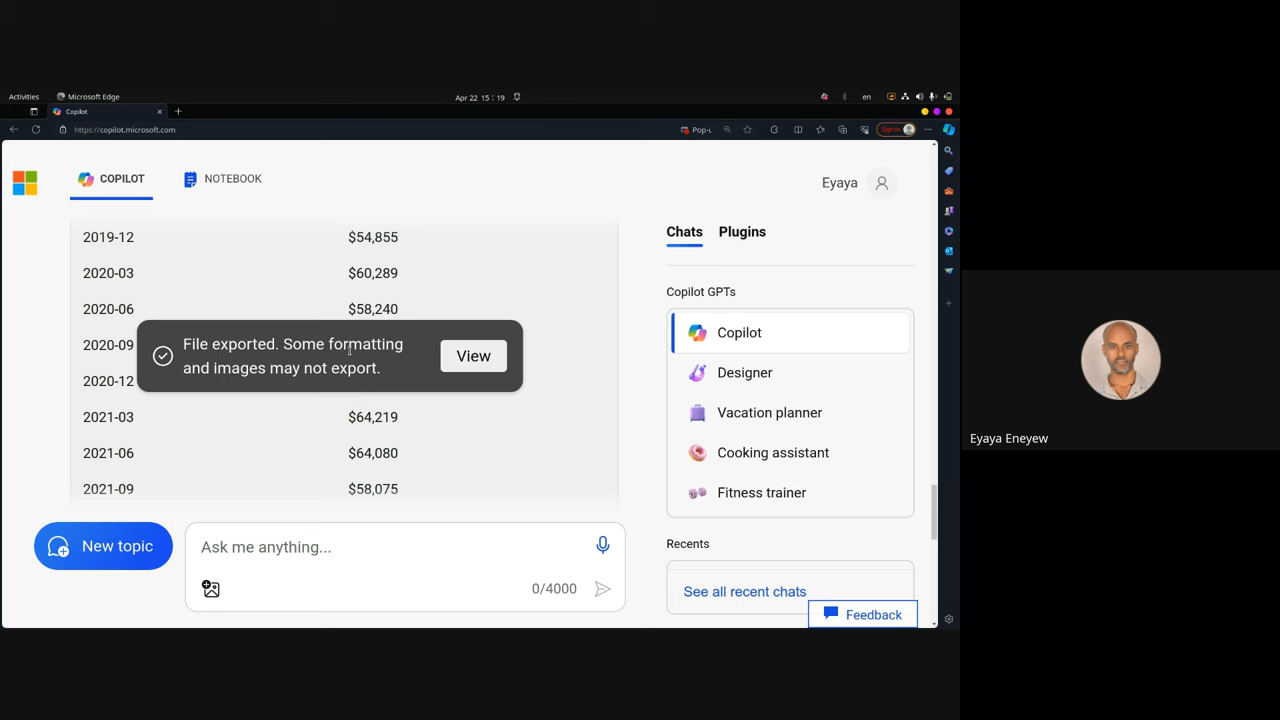 Activities
Microsoft Edge
Apr 22 15 : 19
en
Copilot
https://copilot.microsoft.com
Pop-u
Sign in
COPILOT
NOTEBOOK
Eyaya
2019-12 $54,855
2020-03 $60,289
2020-06 $58,240
2020-09
2020-12
2021-03 $64,219
2021-06 $64,080
2021-09 $58,075
File exported. Some formatting
and images may not export.
View
New topic
Ask me anything...
0/4000
Chats Plugins
Copilot GPTs
Copilot
Designer
Vacation planner
Cooking assistant
Fitness trainer
Recents
See all recent chats
Feedback
Eyaya Eneyew